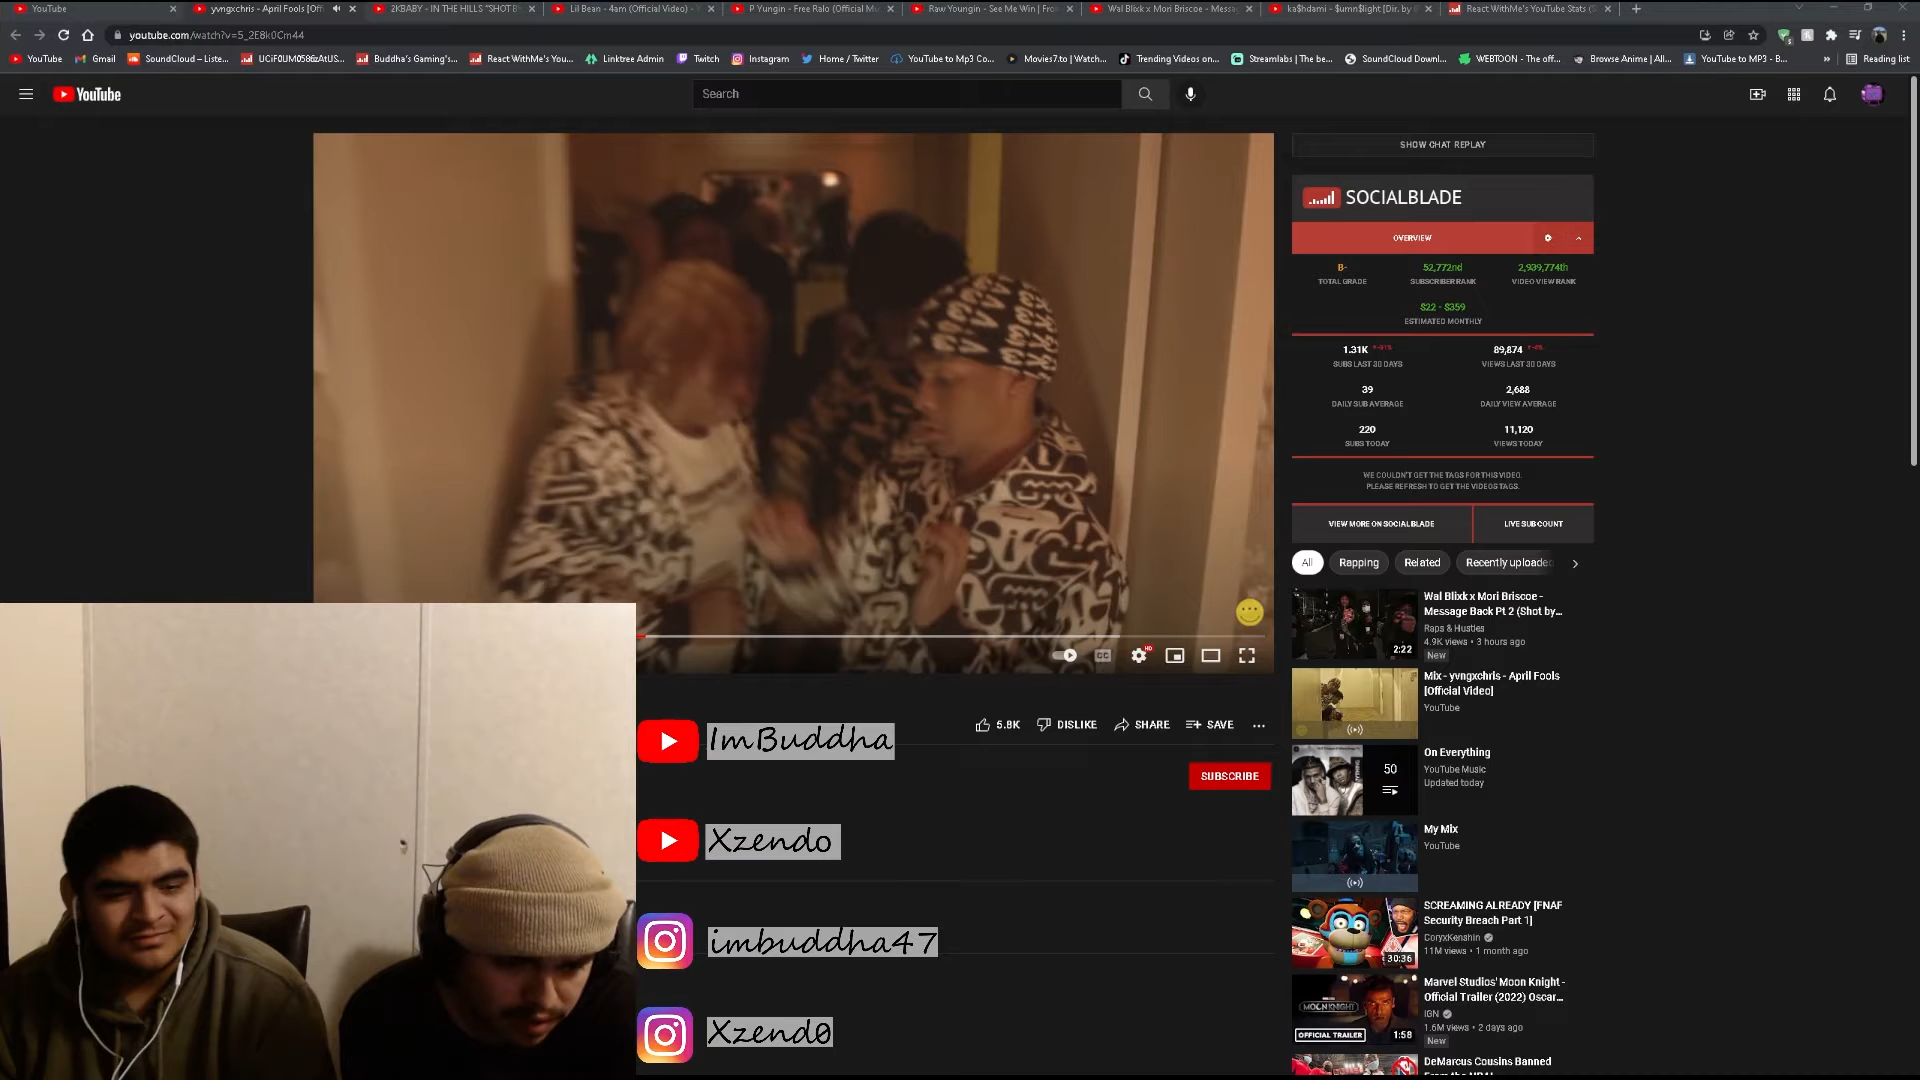 YouTube
yvngxchris - April Fools [Offi
2KBABY - IN THE HILLS "SHOT B
Lil Bean - 4am (Official Video) -
P Yungin - Free Ralo (Official Mu
Raw Youngin - See Me Win | Fro
Wal Blixk x Mori Briscoe - Messa
ka$hdami - $umn$light [Dir. by
React WithMe's YouTube Stats (S
youtube.com/watch?v=5_2E8k0Cm44
YouTube
Gmail
SoundCloud – Liste...
UCiF0UM0586zAtUS...
Buddha's Gaming's...
React WithMe's You...
Linktree Admin
Twitch
Instagram
Home / Twitter
YouTube to Mp3 Co...
Movies7.to | Watch...
Trending Videos on...
Streamlabs | The be...
SoundCloud Downl...
WEBTOON - The off...
Browse Anime | All...
YouTube to MP3 - B...
»
Reading list
YouTube
Search
SHOW CHAT REPLAY
SOCIALBLADE
OVERVIEW
B- 52,772nd 2,939,774th
TOTAL GRADE SUBSCRIBER RANK VIDEO VIEW RANK
$22 - $359
ESTIMATED MONTHLY
1.31K 89,874
SUBS LAST 30 DAYS VIEWS LAST 30 DAYS
39 2,688
DAILY SUB AVERAGE DAILY VIEW AVERAGE
220 11,120
SUBS TODAY VIEWS TODAY
WE COULDN'T GET THE TAGS FOR THIS VIDEO.
PLEASE REFRESH TO GET THE VIDEOS TAGS.
VIEW MORE ON SOCIALBLADE LIVE SUB COUNT
All Rapping Related Recently uploaded
Wal Blixk x Mori Briscoe -
Message Back Pt 2 (Shot by...
Raps & Hustles
4.9K views • 3 hours ago
New
2:22
Mix - yvngxchris - April Fools
[Official Video]
YouTube
On Everything
YouTube Music
Updated today
50
My Mix
YouTube
SCREAMING ALREADY [FNAF
Security Breach Part 1]
CoryxKenshin
11M views • 1 month ago
30:36
Marvel Studios' Moon Knight -
Official Trailer (2022) Oscar...
IGN
1.6M views • 2 days ago
New
MOON KNIGHT
OFFICIAL TRAILER
1:58
DeMarcus Cousins Banned
HD
CC
5.8K DISLIKE SHARE SAVE ...
SUBSCRIBE
ImBuddha
Xzendo
imbuddha47
Xzend0